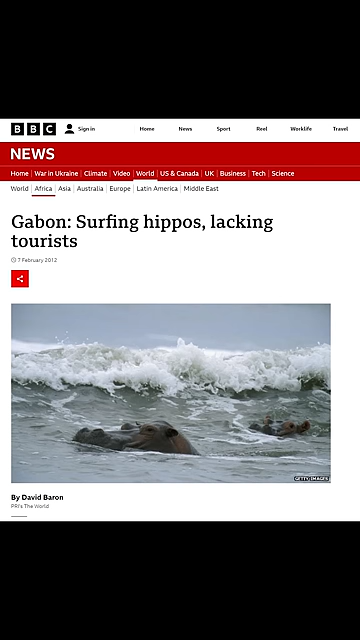 BBC Sign in Home News Sport Reel Worklife Travel
NEWS
Home War in Ukraine Climate Video World US & Canada UK Business Tech Science
World Africa Asia Australia Europe Latin America Middle East
Gabon: Surfing hippos, lacking
tourists
7 February 2012
GETTY IMAGES
By David Baron
PRI's The World